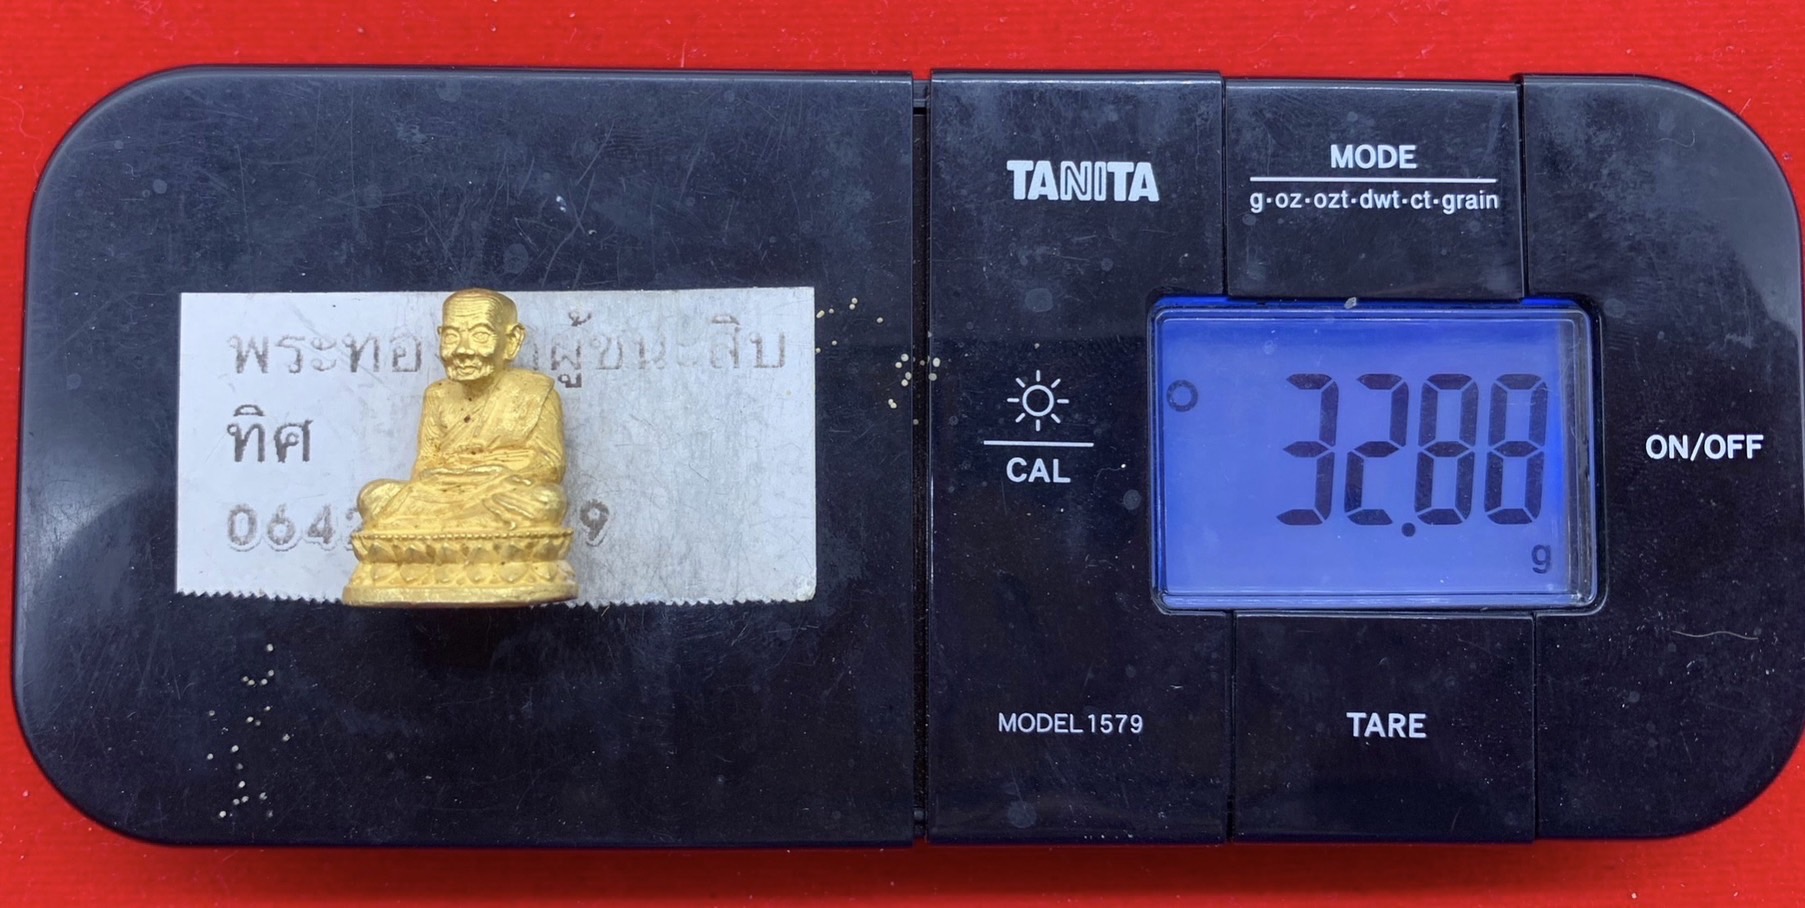 พระทอ ผู้ชนะสิบ
ทิศ
064 9
TANITA
MODE
g·oz·ozt·dwt·ct·grain
CAL
32.88
g
ON/OFF
MODEL 1579
TARE